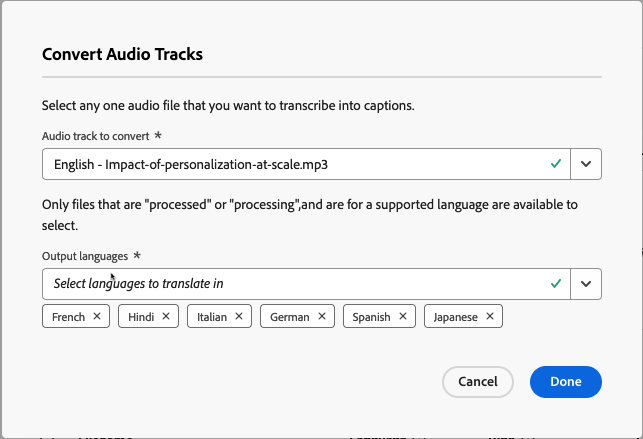 Convert Audio Tracks
Select any one audio file that you want to transcribe into captions.
Audio track to convert *
English - Impact-of-personalization-at-scale.mp3
Only files that are "processed" or "processing",and are for a supported language are available to
select.
Output languages *
Select languages to translate in
French × Hindi × Italian × German × Spanish × Japanese ×
Cancel Done